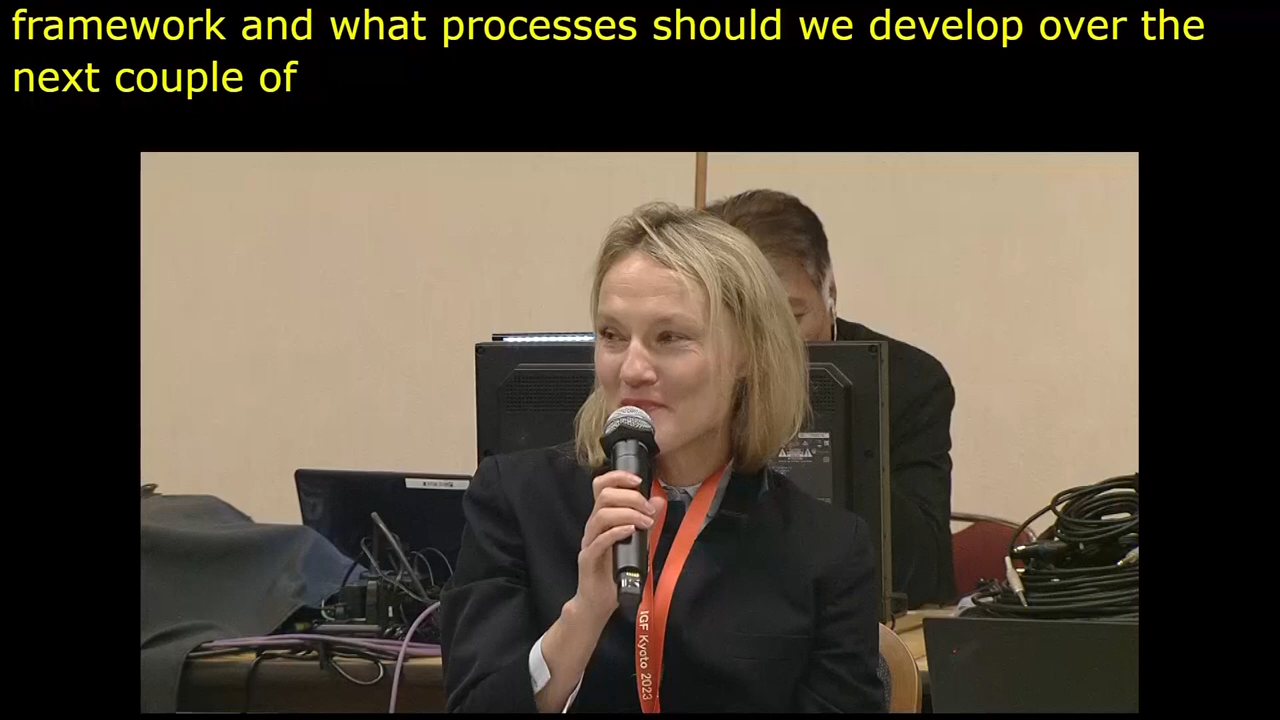 framework and what processes should we develop over the
next couple of
IGF Kyoto 2023